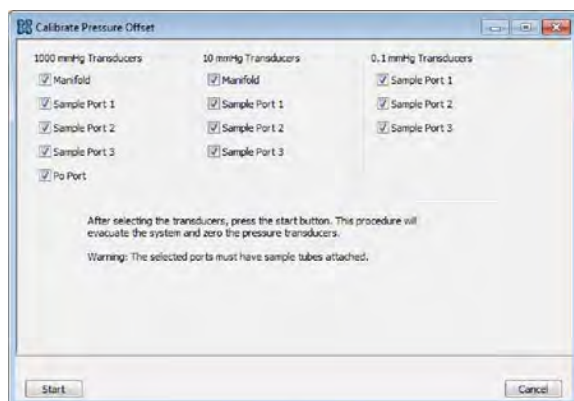 Calibrate Pressure Offset
1000 mmHg Transducers 10 mmHg Transducers 0.1 mmHg Transducers
Manifold Manifold Sample Port 1
Sample Port 1 Sample Port 1 Sample Port 2
Sample Port 2 Sample Port 2 Sample Port 3
Sample Port 3 Sample Port 3
Po Port
After selecting the transducers, press the start button. This procedure will
evacuate the system and zero the pressure transducers.
Warning: The selected ports must have sample tubes attached.
Start Cancel